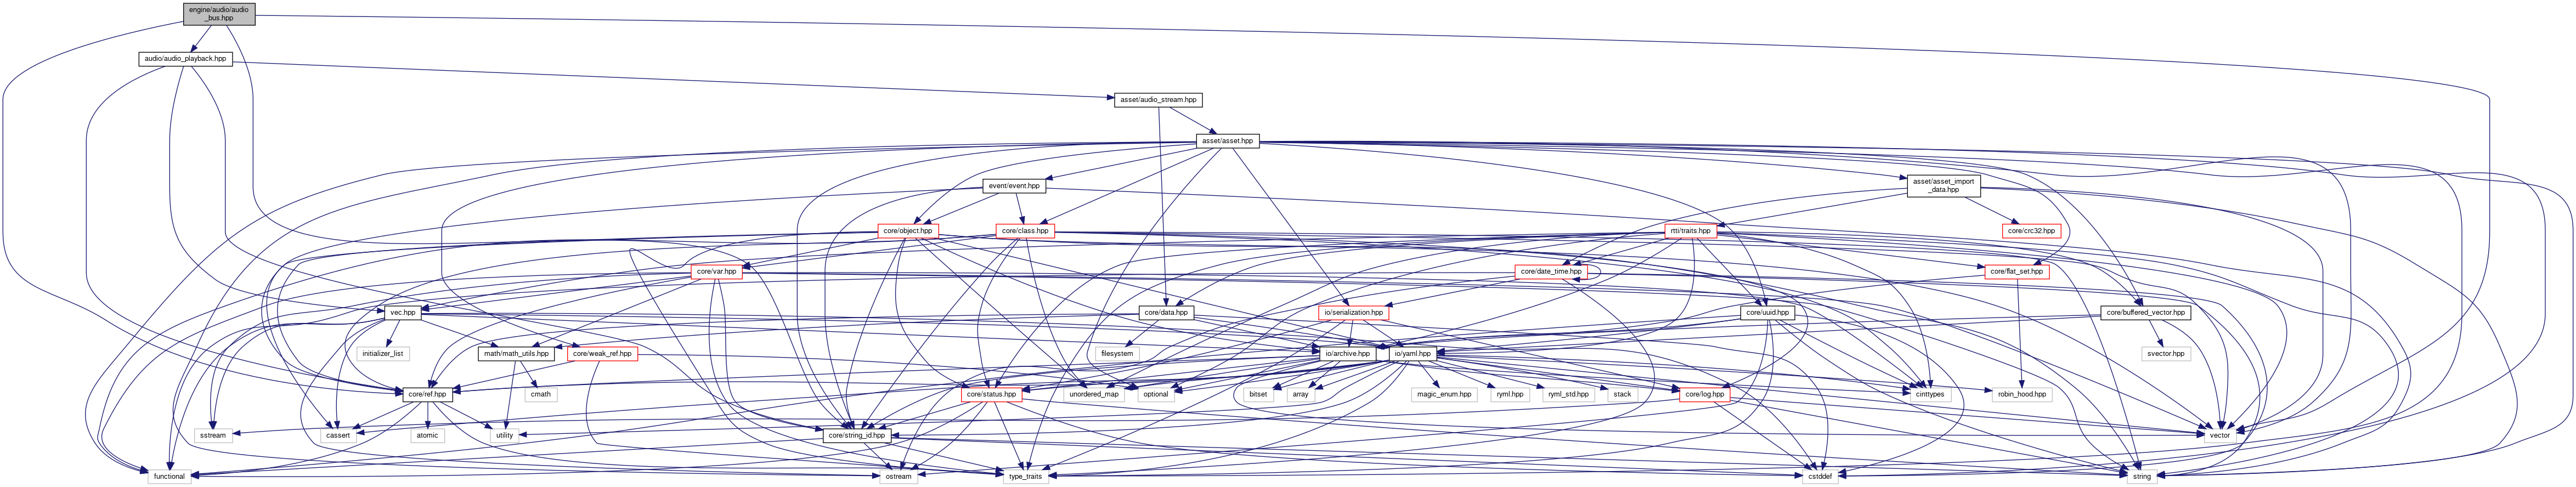 engine/audio/audio
_bus.hpp
audio/audio_playback.hpp
asset/audio_stream.hpp
asset/asset.hpp
event/event.hpp
asset/asset_import
_data.hpp
core/object.hpp
core/class.hpp
rtti/traits.hpp
core/crc32.hpp
core/var.hpp
core/date_time.hpp
core/flat_set.hpp
vec.hpp
core/data.hpp
io/serialization.hpp
core/uuid.hpp
core/buffered_vector.hpp
initializer_list
math/math_utils.hpp
core/weak_ref.hpp
filesystem
io/archive.hpp
io/yaml.hpp
svector.hpp
core/ref.hpp
cmath
core/status.hpp
unordered_map
optional
bitset
array
magic_enum.hpp
ryml.hpp
ryml_std.hpp
stack
core/log.hpp
cinttypes
robin_hood.hpp
sstream
cassert
atomic
utility
core/string_id.hpp
vector
functional
ostream
type_traits
cstddef
string